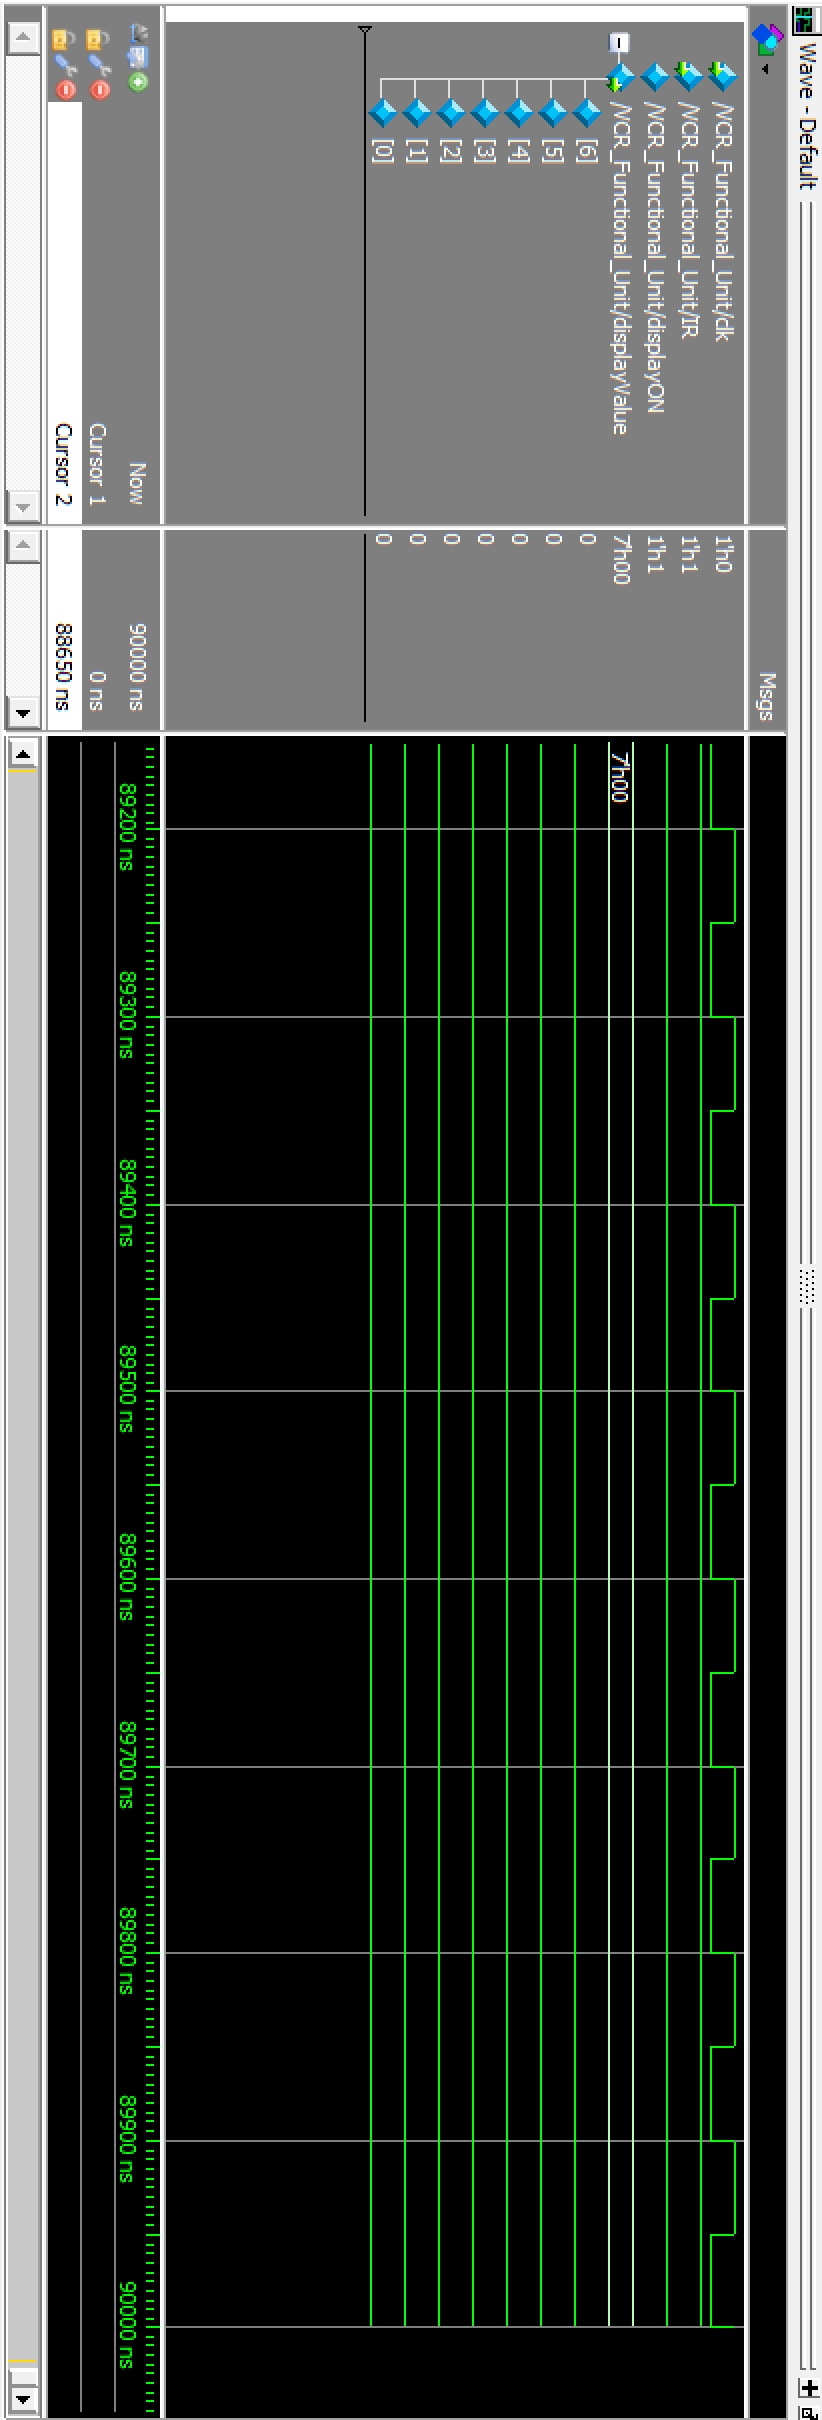 Wave - Default
Msgs
/VCR_Functional_Unit/clk 1'h0
/VCR_Functional_Unit/IR 1'h1
/VCR_Functional_Unit/displayON 1'h1
/VCR_Functional_Unit/displayValue 7'h00 7'h00
[6] 0
[5] 0
[4] 0
[3] 0
[2] 0
[1] 0
[0] 0
Now 90000 ns 89200 ns 89300 ns 89400 ns 89500 ns 89600 ns 89700 ns 89800 ns 89900 ns 90000 ns
Cursor 1 0 ns
Cursor 2 88650 ns